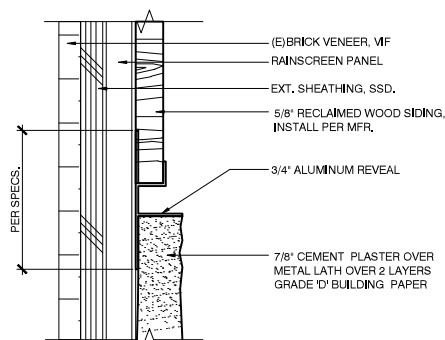 (E)BRICK VENEER, VIF
RAINSCREEN PANEL
EXT. SHEATHING, SSD.
5/8" RECLAIMED WOOD SIDING,
INSTALL PER MFR.
PER SPECS.
3/4" ALUMINUM REVEAL
7/8" CEMENT PLASTER OVER
METAL LATH OVER 2 LAYERS
GRADE 'D' BUILDING PAPER